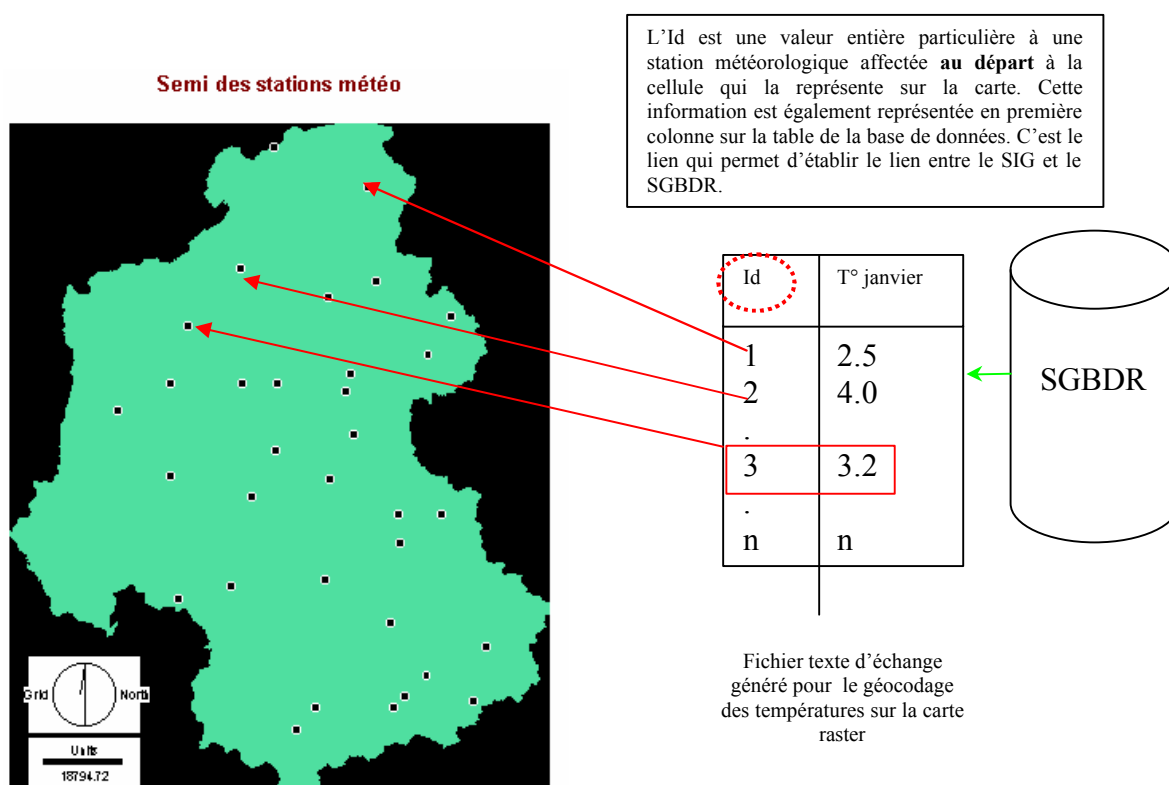 L’Id est une valeur entière particulière à une
station météorologique affectée au départ à la
cellule qui la représente sur la carte. Cette
information est également représentée en première
colonne sur la table de la base de données. C’est le
lien qui permet d’établir le lien entre le SIG et le
SGBDR.
Semi des stations météo
Id T° janvier
1 2.5
2 4.0
.
3 3.2
.
n n
SGBDR
Fichier texte d’échange
généré pour le géocodage
des températures sur la carte
raster
Grid North
Units
18794.72